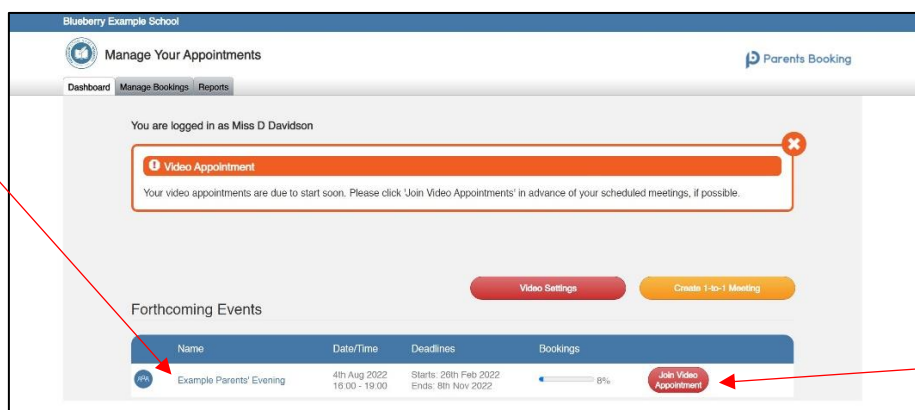 Blueberry Example School
Manage Your Appointments
Parents Booking
Dashboard Manage Bookings Reports
You are logged in as Miss D Davidson
Video Appointment
Your video appointments are due to start soon. Please click 'Join Video Appointments' in advance of your scheduled meetings, if possible.
Video Settings Create 1-to-1 Meeting
Forthcoming Events
Name Date/Time Deadlines Bookings
Example Parents' Evening
4th Aug 2022
16:00 - 19:00
Starts: 26th Feb 2022
Ends: 8th Nov 2022
8%
Join Video
Appointment